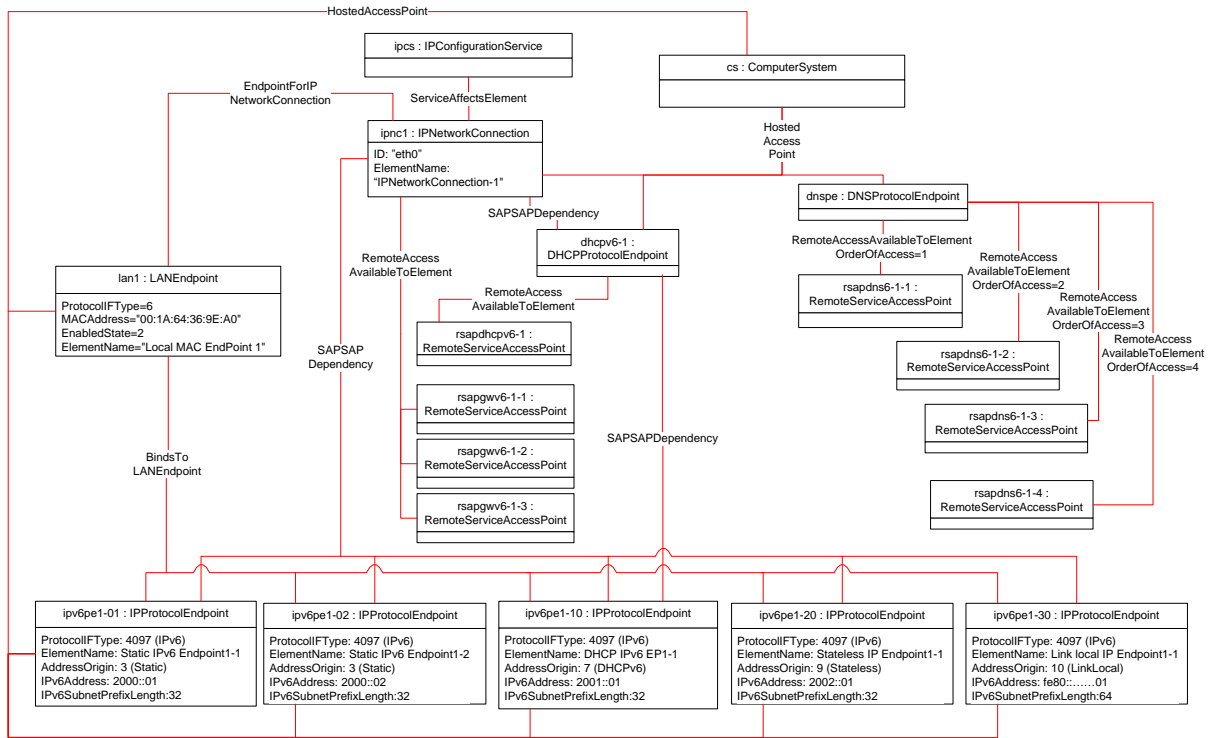 HostedAccessPoint
ipcs : IPConfigurationService
cs : ComputerSystem
EndpointForIP
NetworkConnection
ServiceAffectsElement
ipnc1 : IPNetworkConnection
ID: "eth0"
ElementName:
"IPNetworkConnection-1"
Hosted
Access
Point
dnspe : DNSProtocolEndpoint
SAPSAPDependency
dhcpv6-1 :
DHCPProtocolEndpoint
RemoteAccessAvailableToElement
OrderOfAccess=1
RemoteAccess
AvailableToElement
RemoteAccess
AvailableToElement
OrderOfAccess=2
lan1 : LANEndpoint
ProtocolIFType=6
MACAddress="00:1A:64:36:9E:A0"
EnabledState=2
ElementName="Local MAC EndPoint 1"
RemoteAccess
AvailableToElement
rsapdns6-1-1 :
RemoteServiceAccessPoint
RemoteAccess
AvailableToElement
OrderOfAccess=3
rsapdhcpv6-1 :
RemoteServiceAccessPoint
SAPSAP
Dependency
rsapdns6-1-2 :
RemoteServiceAccessPoint
RemoteAccess
AvailableToElement
OrderOfAccess=4
rsapgwv6-1-1 :
RemoteServiceAccessPoint
rsapdns6-1-3 :
RemoteServiceAccessPoint
SAPSAPDependency
rsapgwv6-1-2 :
RemoteServiceAccessPoint
BindsTo
LANEndpoint
rsapgwv6-1-3 :
RemoteServiceAccessPoint
rsapdns6-1-4 :
RemoteServiceAccessPoint
ipv6pe1-01 : IPProtocolEndpoint
ProtocolIFType: 4097 (IPv6)
ElementName: Static IPv6 Endpoint1-1
AddressOrigin: 3 (Static)
IPv6Address: 2000::01
IPv6SubnetPrefixLength:32
ipv6pe1-02 : IPProtocolEndpoint
ProtocolIFType: 4097 (IPv6)
ElementName: Static IPv6 Endpoint1-2
AddressOrigin: 3 (Static)
IPv6Address: 2000::02
IPv6SubnetPrefixLength:32
ipv6pe1-10 : IPProtocolEndpoint
ProtocolIFType: 4097 (IPv6)
ElementName: DHCP IPv6 EP1-1
AddressOrigin: 7 (DHCPv6)
IPv6Address: 2001::01
IPv6SubnetPrefixLength:32
ipv6pe1-20 : IPProtocolEndpoint
ProtocolIFType: 4097 (IPv6)
ElementName: Stateless IP Endpoint1-1
AddressOrigin: 9 (Stateless)
IPv6Address: 2002::01
IPv6SubnetPrefixLength:32
ipv6pe1-30 : IPProtocolEndpoint
ProtocolIFType: 4097 (IPv6)
ElementName: Link local IP Endpoint1-1
AddressOrigin: 10 (LinkLocal)
IPv6Address: fe80::......01
IPv6SubnetPrefixLength:64